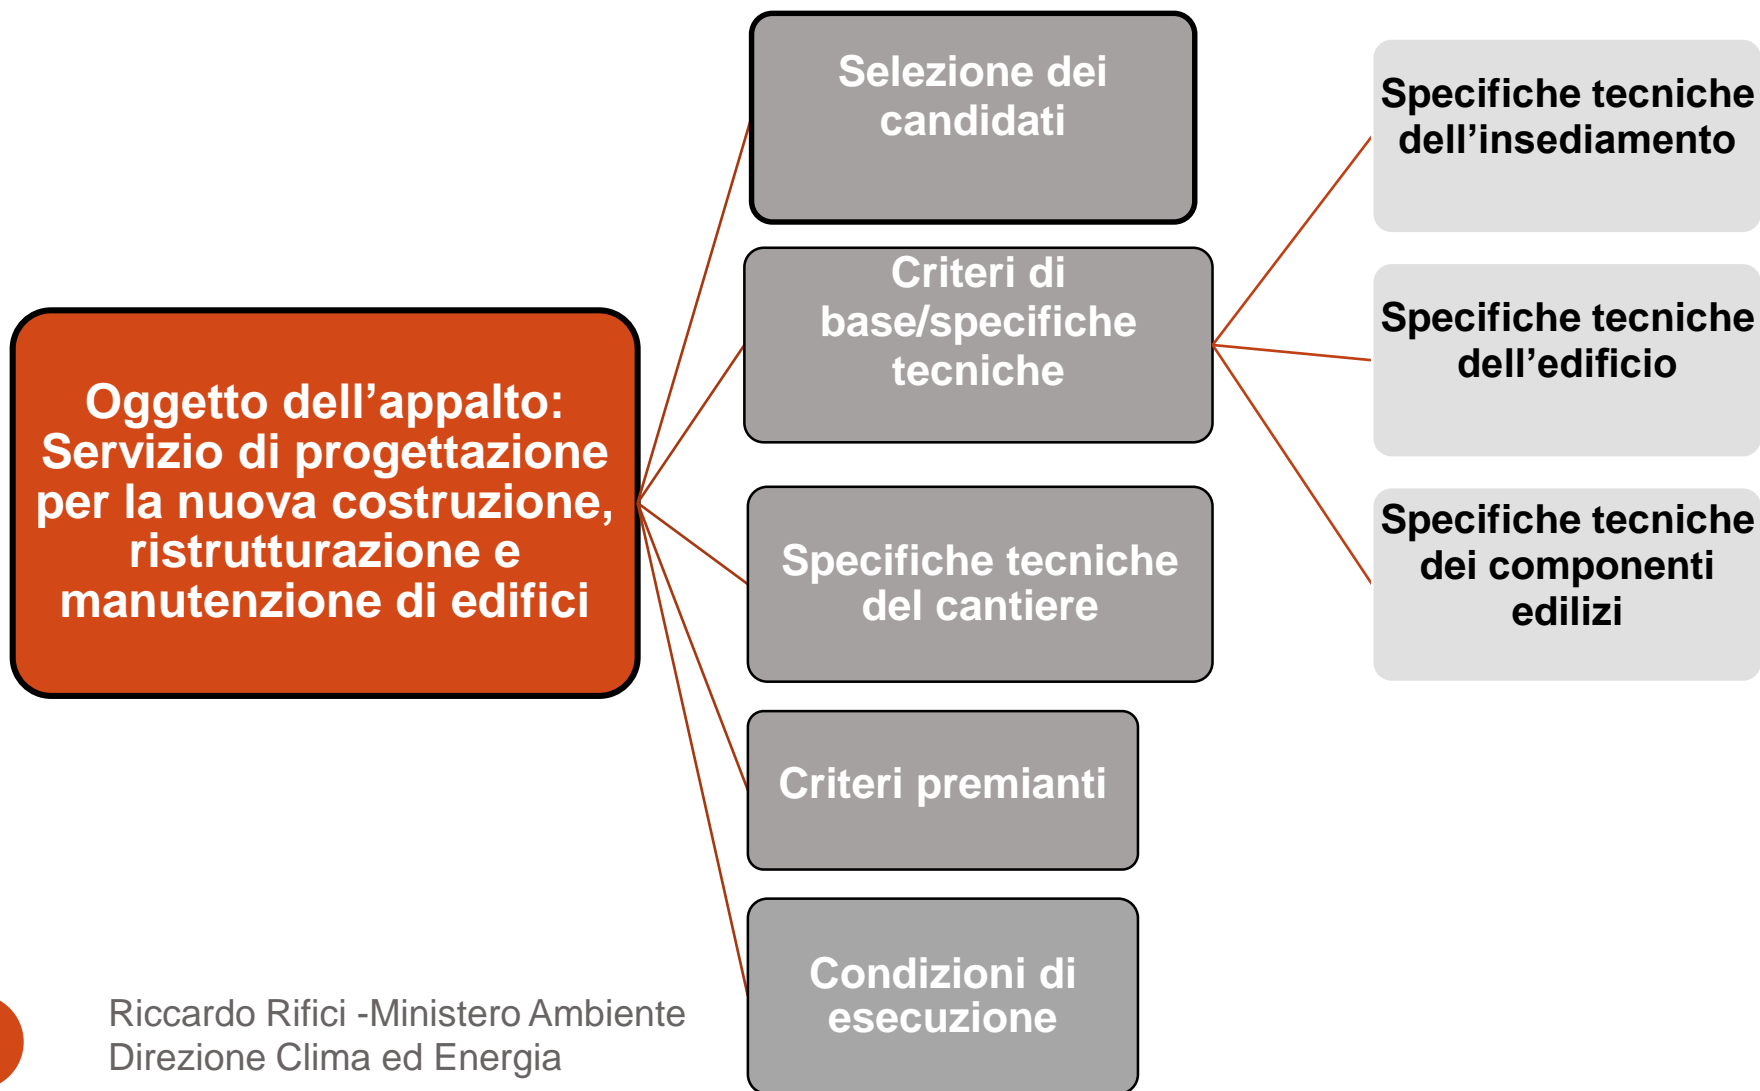 Oggetto dell’appalto:
Servizio di progettazione
per la nuova costruzione,
ristrutturazione e
manutenzione di edifici
Selezione dei
candidati
Criteri di
base/specifiche
tecniche
Specifiche tecniche
del cantiere
Criteri premianti
Condizioni di
esecuzione
Specifiche tecniche
dell’insediamento
Specifiche tecniche
dell’edificio
Specifiche tecniche
dei componenti
edilizi
Riccardo Rifici -Ministero Ambiente
Direzione Clima ed Energia